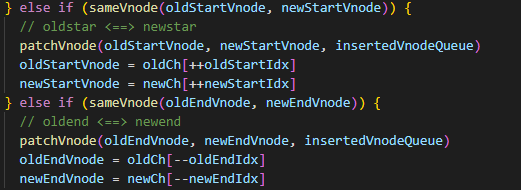 } else if (sameVnode(oldStartVnode, newStartVnode)) {
// oldstar <==> newstar
patchVnode(oldStartVnode, newStartVnode, insertedVnodeQueue)
oldStartVnode = oldCh[++oldStartIdx]
newStartVnode = newCh[++newStartIdx]
} else if (sameVnode(oldEndVnode, newEndVnode)) {
// oldend <==> newend
patchVnode(oldEndVnode, newEndVnode, insertedVnodeQueue)
oldEndVnode = oldCh[--oldEndIdx]
newEndVnode = newCh[--newEndIdx]